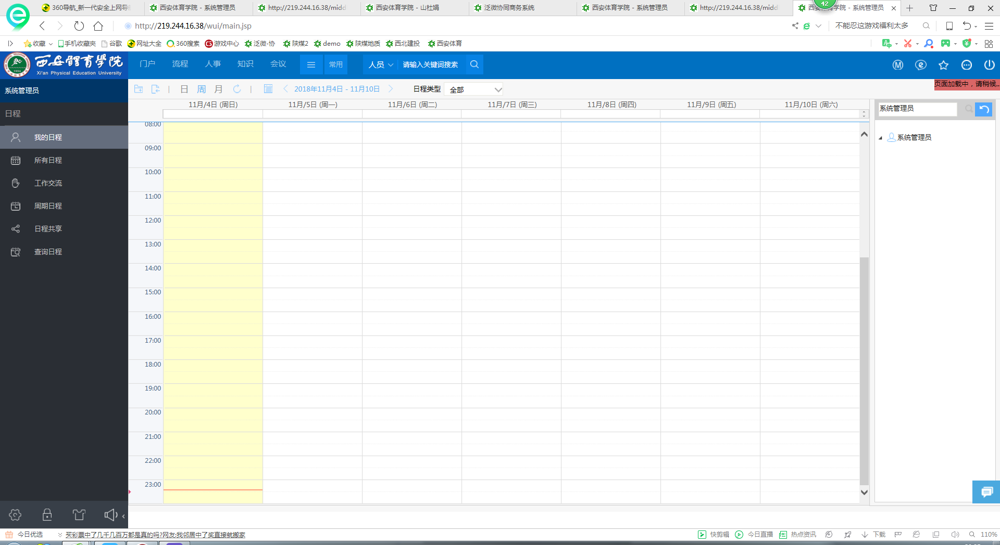 42
360导航_新一代安全上网导
西安体育学院 - 系统管理员
http://219.244.16.38/midd
西安体育学院 - 山杜娟
泛微协同商务系统
西安体育学院 - 系统管理员
http://219.244.16.38/midd
西安体育学院 - 系统管理员
http://219.244.16.38/wui/main.jsp
不能忍这游戏福利太多
收藏 手机收藏夹 谷歌 网址大全 360搜索 游戏中心 泛微-协 陕煤2 demo 陕煤地质 西北建投 西安体育
西安體育學院
Xi'an Physical Education University
门户 流程 人事 知识 会议 常用 人员 请输入关键词搜索
页面加载中，请稍候..
系统管理员
日程
我的日程
所有日程
工作交流
周期日程
日程共享
查询日程
日 周 月 2018年11月4日 - 11月10日 日程类型 全部
11月/4日 (周日) 11月/5日 (周一) 11月/6日 (周二) 11月/7日 (周三) 11月/8日 (周四) 11月/9日 (周五) 11月/10日 (周六)
08:00
09:00
10:00
11:00
12:00
13:00
14:00
15:00
16:00
17:00
18:00
19:00
20:00
21:00
22:00
23:00
系统管理员
系统管理员
今日优选 买彩票中了几千几百万都是真的吗?网友:我邻居中了奖直接就搬家
快剪辑 今日直播 热点资讯 下载 110%